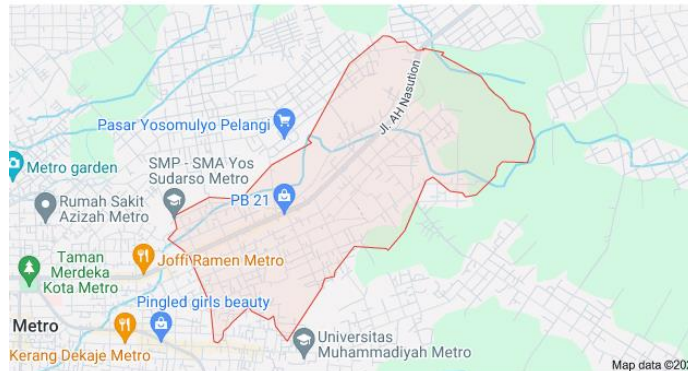 Jl. AH Nasution
Pasar Yosomulyo Pelangi
Metro garden
SMP - SMA Yos
Sudarso Metro
Rumah Sakit
Azizah Metro
PB 21
Taman
Merdeka
Kota Metro
Joffi Ramen Metro
Pingled girls beauty
Metro
Kerang Dekaje Metro
Universitas
Muhammadiyah Metro
Map data ©202